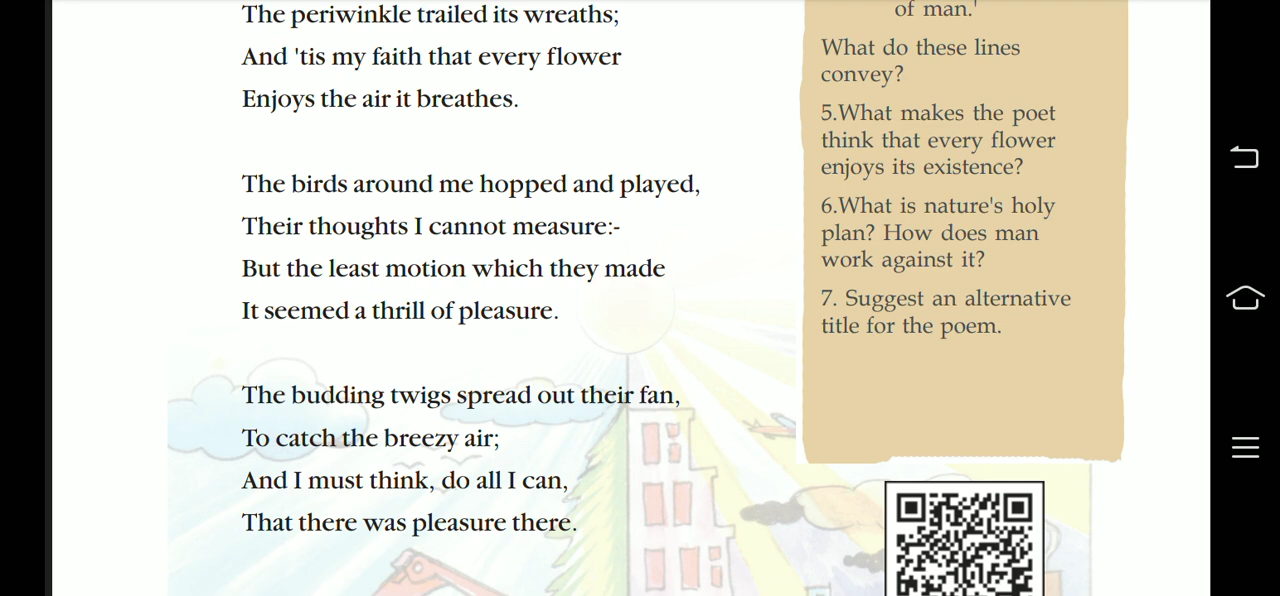 The periwinkle trailed its wreaths;
And 'tis my faith that every flower
Enjoys the air it breathes.
The birds around me hopped and played,
Their thoughts I cannot measure:-
But the least motion which they made
It seemed a thrill of pleasure.
The budding twigs spread out their fan,
To catch the breezy air;
And I must think, do all I can,
That there was pleasure there.
of man.'
What do these lines
convey?
5.What makes the poet
think that every flower
enjoys its existence?
6.What is nature's holy
plan? How does man
work against it?
7. Suggest an alternative
title for the poem.